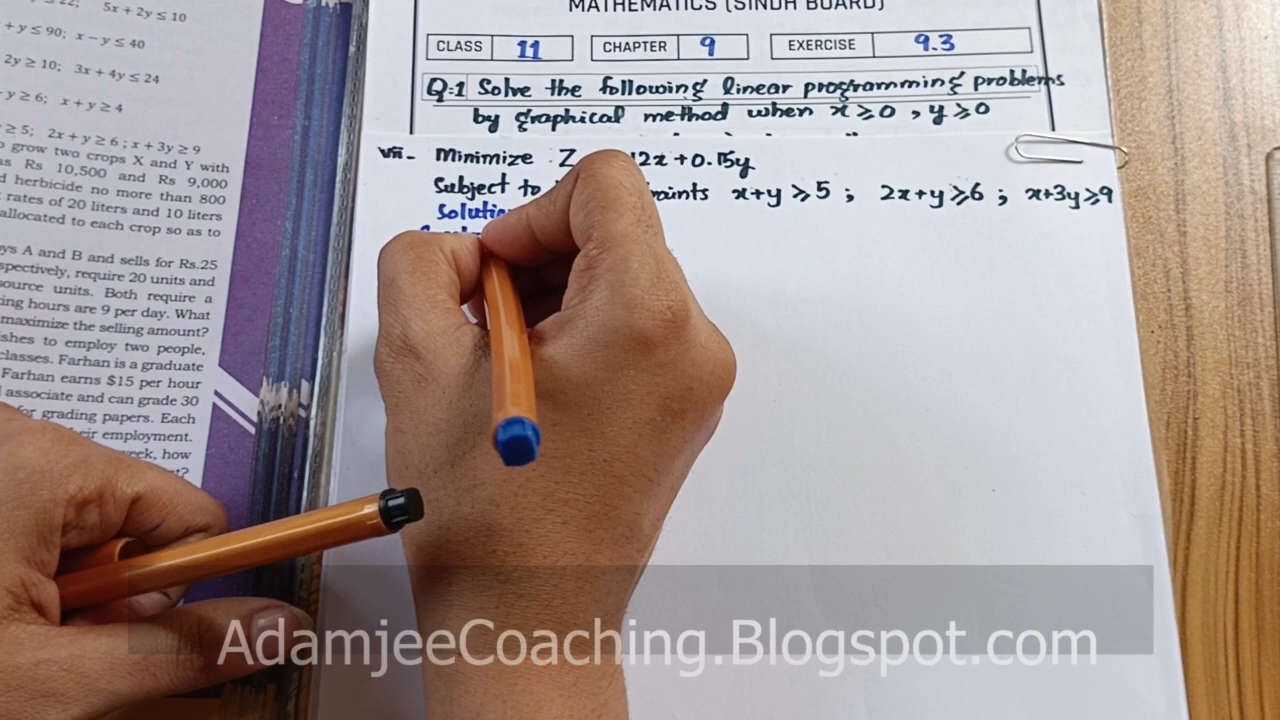 5x + 2y ≤ 10
+ y ≤ 90; x − y ≤ 40
2y ≥ 10; 3x + 4y ≤ 24
y ≥ 6; x + y ≥ 4
≥ 5; 2x + y ≥ 6 ; x + 3y ≥ 9
grow two crops X and Y with
as Rs 10,500 and Rs 9,000
herbicide no more than 800
rates of 20 liters and 10 liters
allocated to each crop so as to
ys A and B and sells for Rs.25
spectively, require 20 units and
source units. Both require a
ing hours are 9 per day. What
maximize the selling amount?
ishes to employ two people,
classes. Farhan is a graduate
Farhan earns $15 per hour
associate and can grade 30
for grading papers. Each
eir employment.
eek, how
MATHEMATICS (SINDH BOARD)
CLASS 11 CHAPTER 9 EXERCISE 9.3
Q:1 Solve the following linear programming problems
by graphical method when x ≥ 0 , y ≥ 0
vii- Minimize Z 12x + 0.15y
Subject to raints x+y ≥ 5 ; 2x+y ≥ 6 ; x+3y ≥ 9
Solutio
AdamjeeCoaching.Blogspot.com